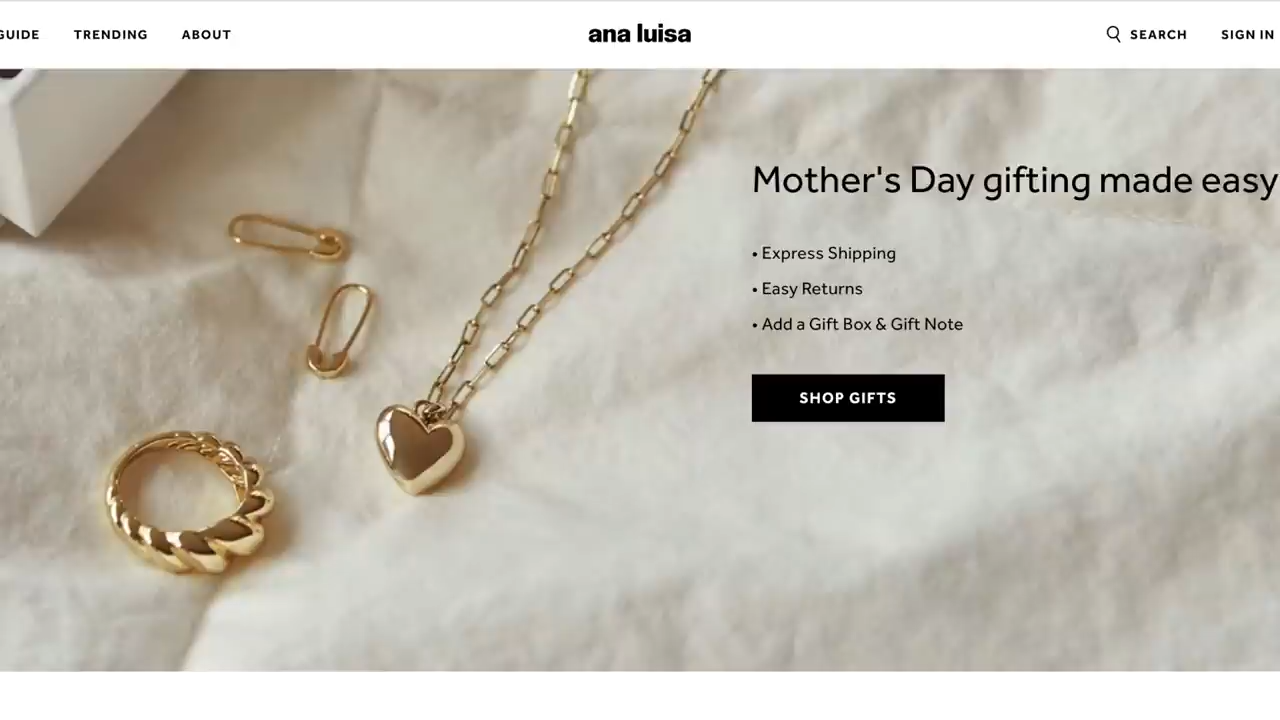 GUIDE
TRENDING
ABOUT
ana luisa
SEARCH
SIGN IN
Mother's Day gifting made easy
• Express Shipping
• Easy Returns
• Add a Gift Box & Gift Note
SHOP GIFTS